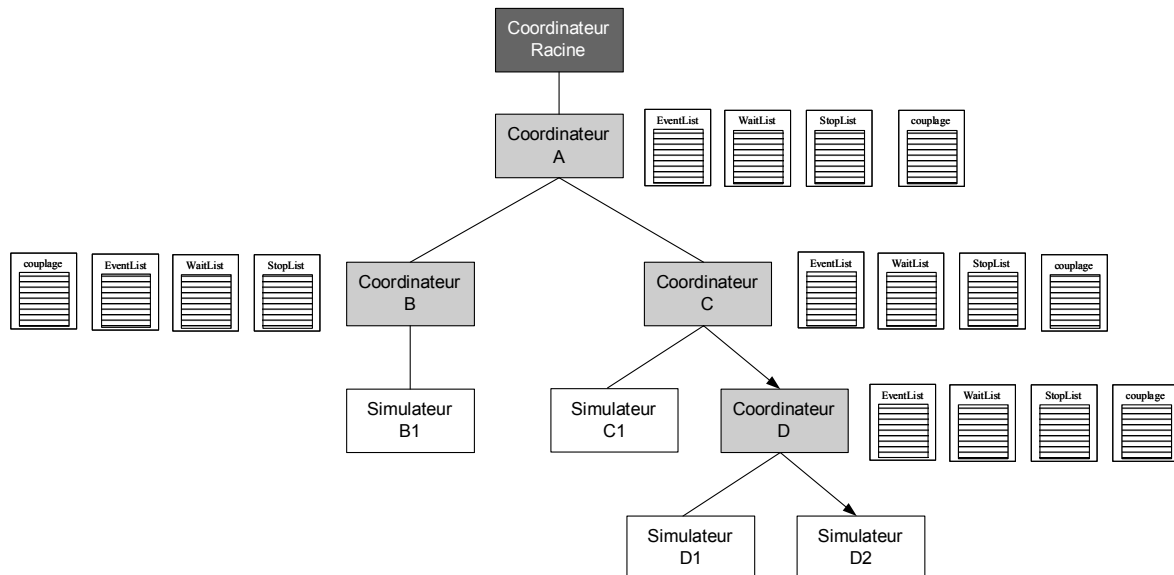 Coordinateur
Racine
Coordinateur
A
EventList
WaitList
StopList
couplage
couplage
EventList
WaitList
StopList
Coordinateur
B
Coordinateur
C
EventList
WaitList
StopList
couplage
Simulateur
B1
Simulateur
C1
Coordinateur
D
EventList
WaitList
StopList
couplage
Simulateur
D1
Simulateur
D2